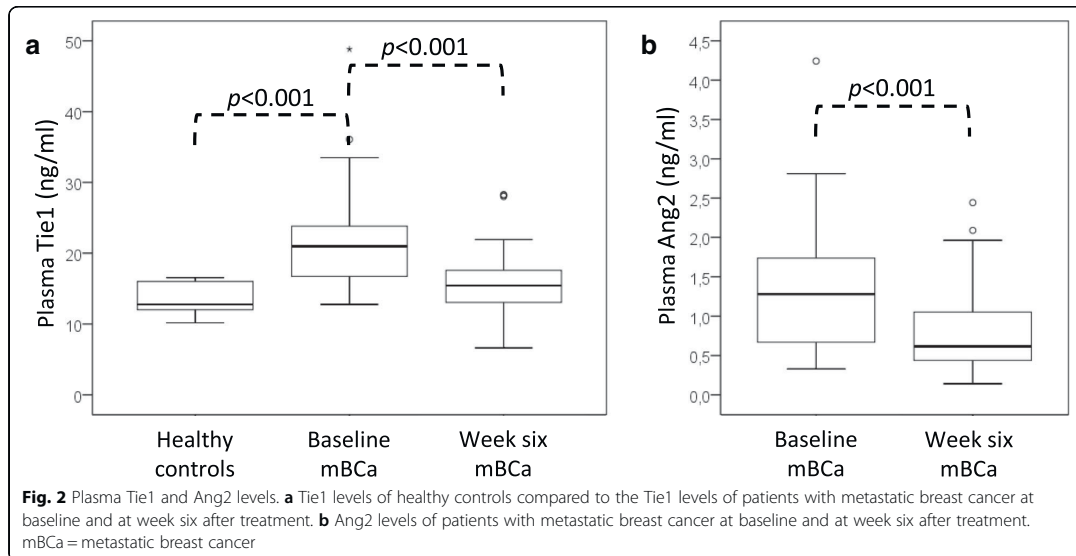 a
50
40
30
20
10
0
Plasma Tie1 (ng/ml)
p<0.001
p<0.001
*
Healthy controls
Baseline mBCa
Week six mBCa
b
4,5
4,0
3,5
3,0
2,5
2,0
1,5
1,0
0,5
0,0
Plasma Ang2 (ng/ml)
p<0.001
Baseline mBCa
Week six mBCa
Fig. 2 Plasma Tie1 and Ang2 levels. a Tie1 levels of healthy controls compared to the Tie1 levels of patients with metastatic breast cancer at
baseline and at week six after treatment. b Ang2 levels of patients with metastatic breast cancer at baseline and at week six after treatment.
mBCa = metastatic breast cancer